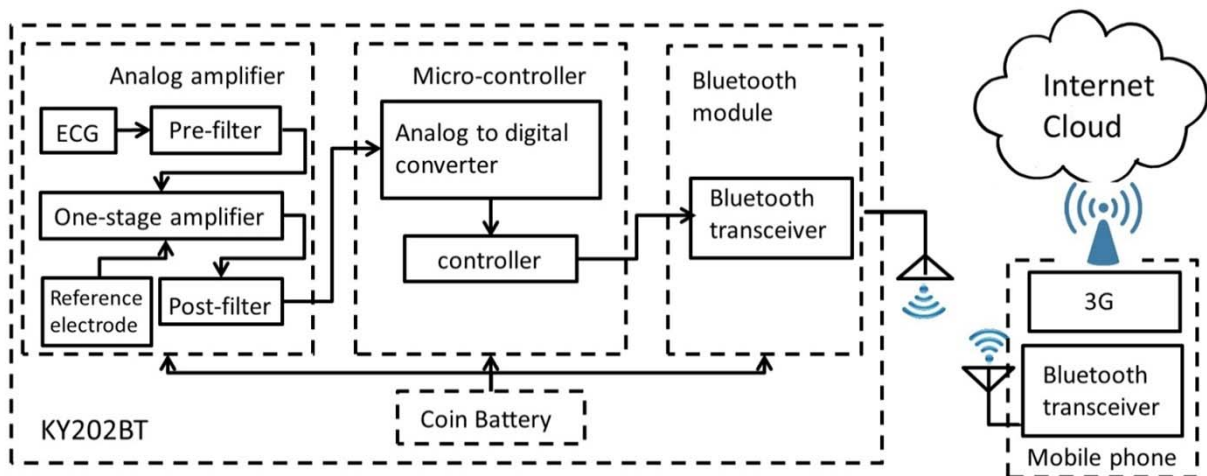 Analog amplifier
ECG
Pre-filter
One-stage amplifier
Reference
electrode
Post-filter
Micro-controller
Analog to digital
converter
controller
Bluetooth
module
Bluetooth
transceiver
Coin Battery
KY202BT
Internet
Cloud
3G
Bluetooth
transceiver
Mobile phone